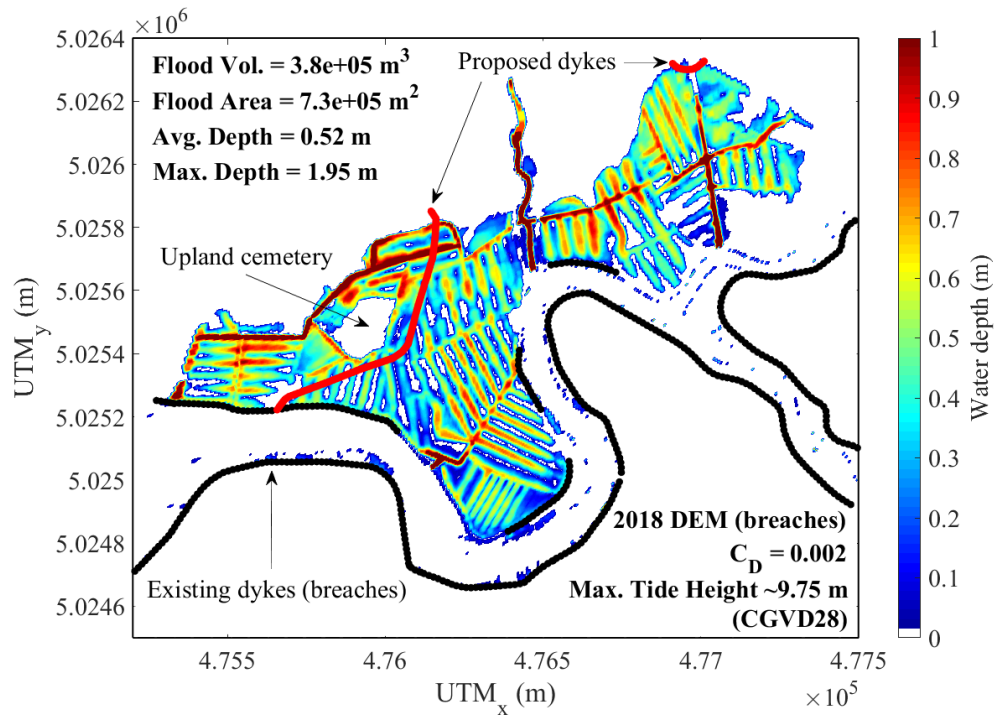 × 10⁶
5.0264
5.0262
5.026
5.0258
5.0256
5.0254
5.0252
5.025
5.0248
5.0246
UTM_y (m)
Flood Vol. = 3.8e+05 m³
Flood Area = 7.3e+05 m²
Avg. Depth = 0.52 m
Max. Depth = 1.95 m
Proposed dykes
Upland cemetery
Existing dykes (breaches)
2018 DEM (breaches)
C_D = 0.002
Max. Tide Height ~9.75 m
(CGVD28)
4.755 4.76 4.765 4.77 4.775
UTM_x (m)
× 10⁵
1
0.9
0.8
0.7
0.6
0.5
0.4
0.3
0.2
0.1
0
Water depth (m)